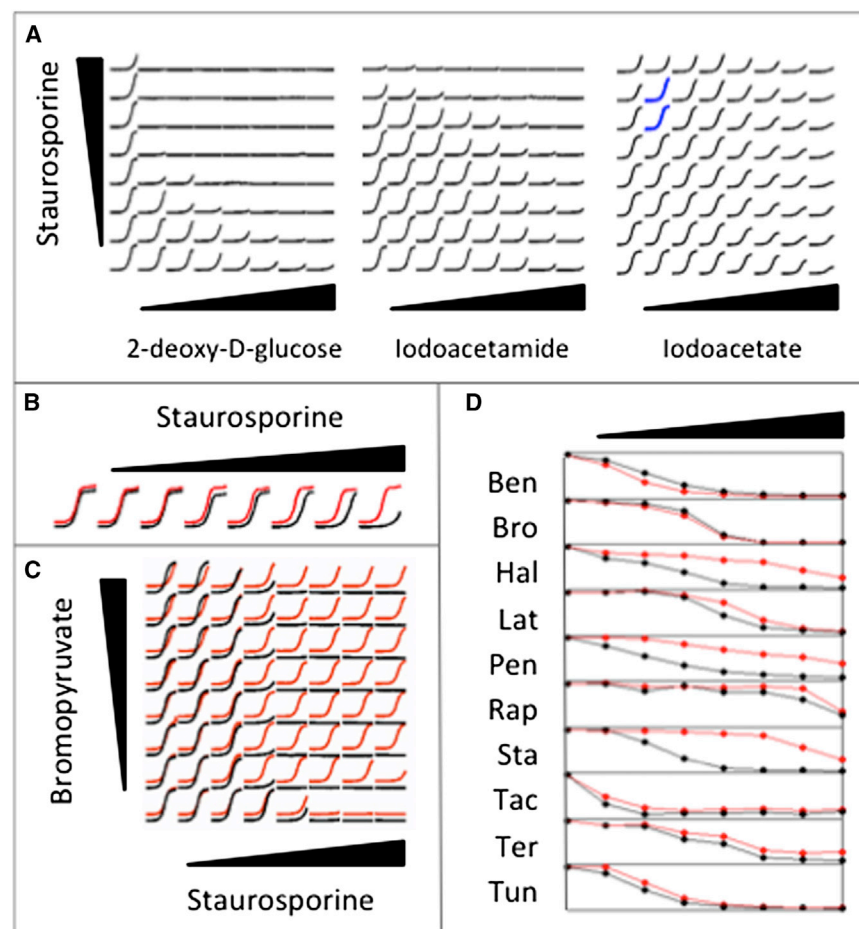 A
Staurosporine
2-deoxy-D-glucose
Iodoacetamide
Iodoacetate
B
Staurosporine
C
Bromopyruvate
Staurosporine
D
Ben
Bro
Hal
Lat
Pen
Rap
Sta
Tac
Ter
Tun